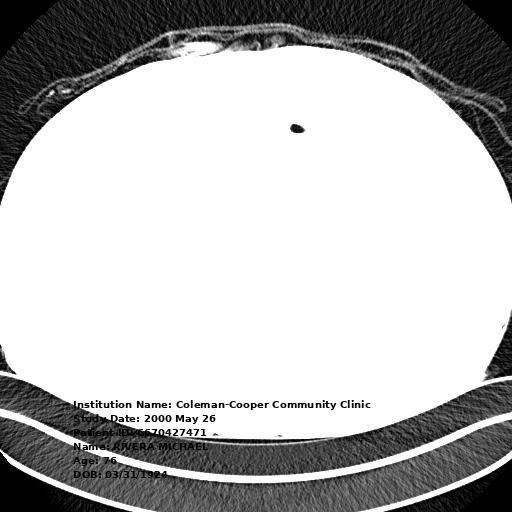 Institution Name: Coleman-Cooper Community Clinic
Study Date: 2000 May 26
Patient ID: 6670427471
Name: RIVERA MICHAEL
Age: 76
DOB: 03/31/1924